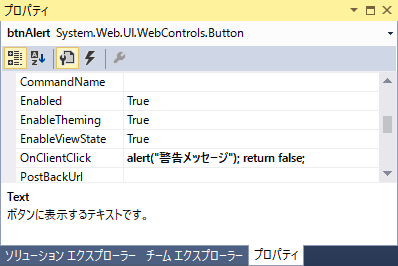 プロパティ
btnAlert System.Web.UI.WebControls.Button
CommandName
Enabled True
EnableTheming True
EnableViewState True
OnClientClick alert("警告メッセージ"); return false;
PostBackUrl
Text
ボタンに表示するテキストです。
ソリューション エクスプローラー チーム エクスプローラー プロパティ